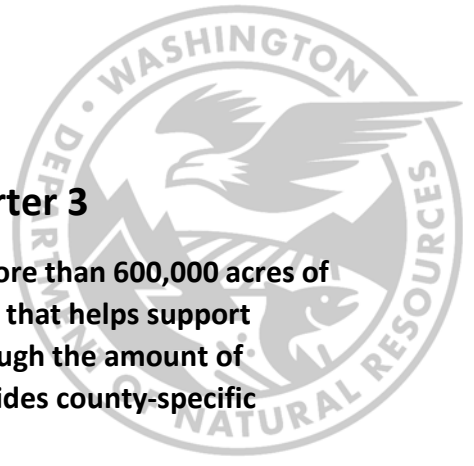 WASHINGTON
DEPARTMENT OF NATURAL RESOURCES
rter 3
ore than 600,000 acres of
that helps support
ugh the amount of
ides county-specific